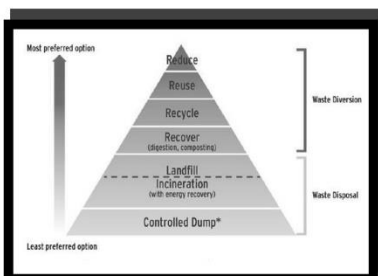 Most preferred option
Reduce
Reuse
Recycle
Recover
(digestion, composting)
Waste Diversion
Landfill
Incineration
(with energy recovery)
Waste Disposal
Controlled Dump*
Least preferred option